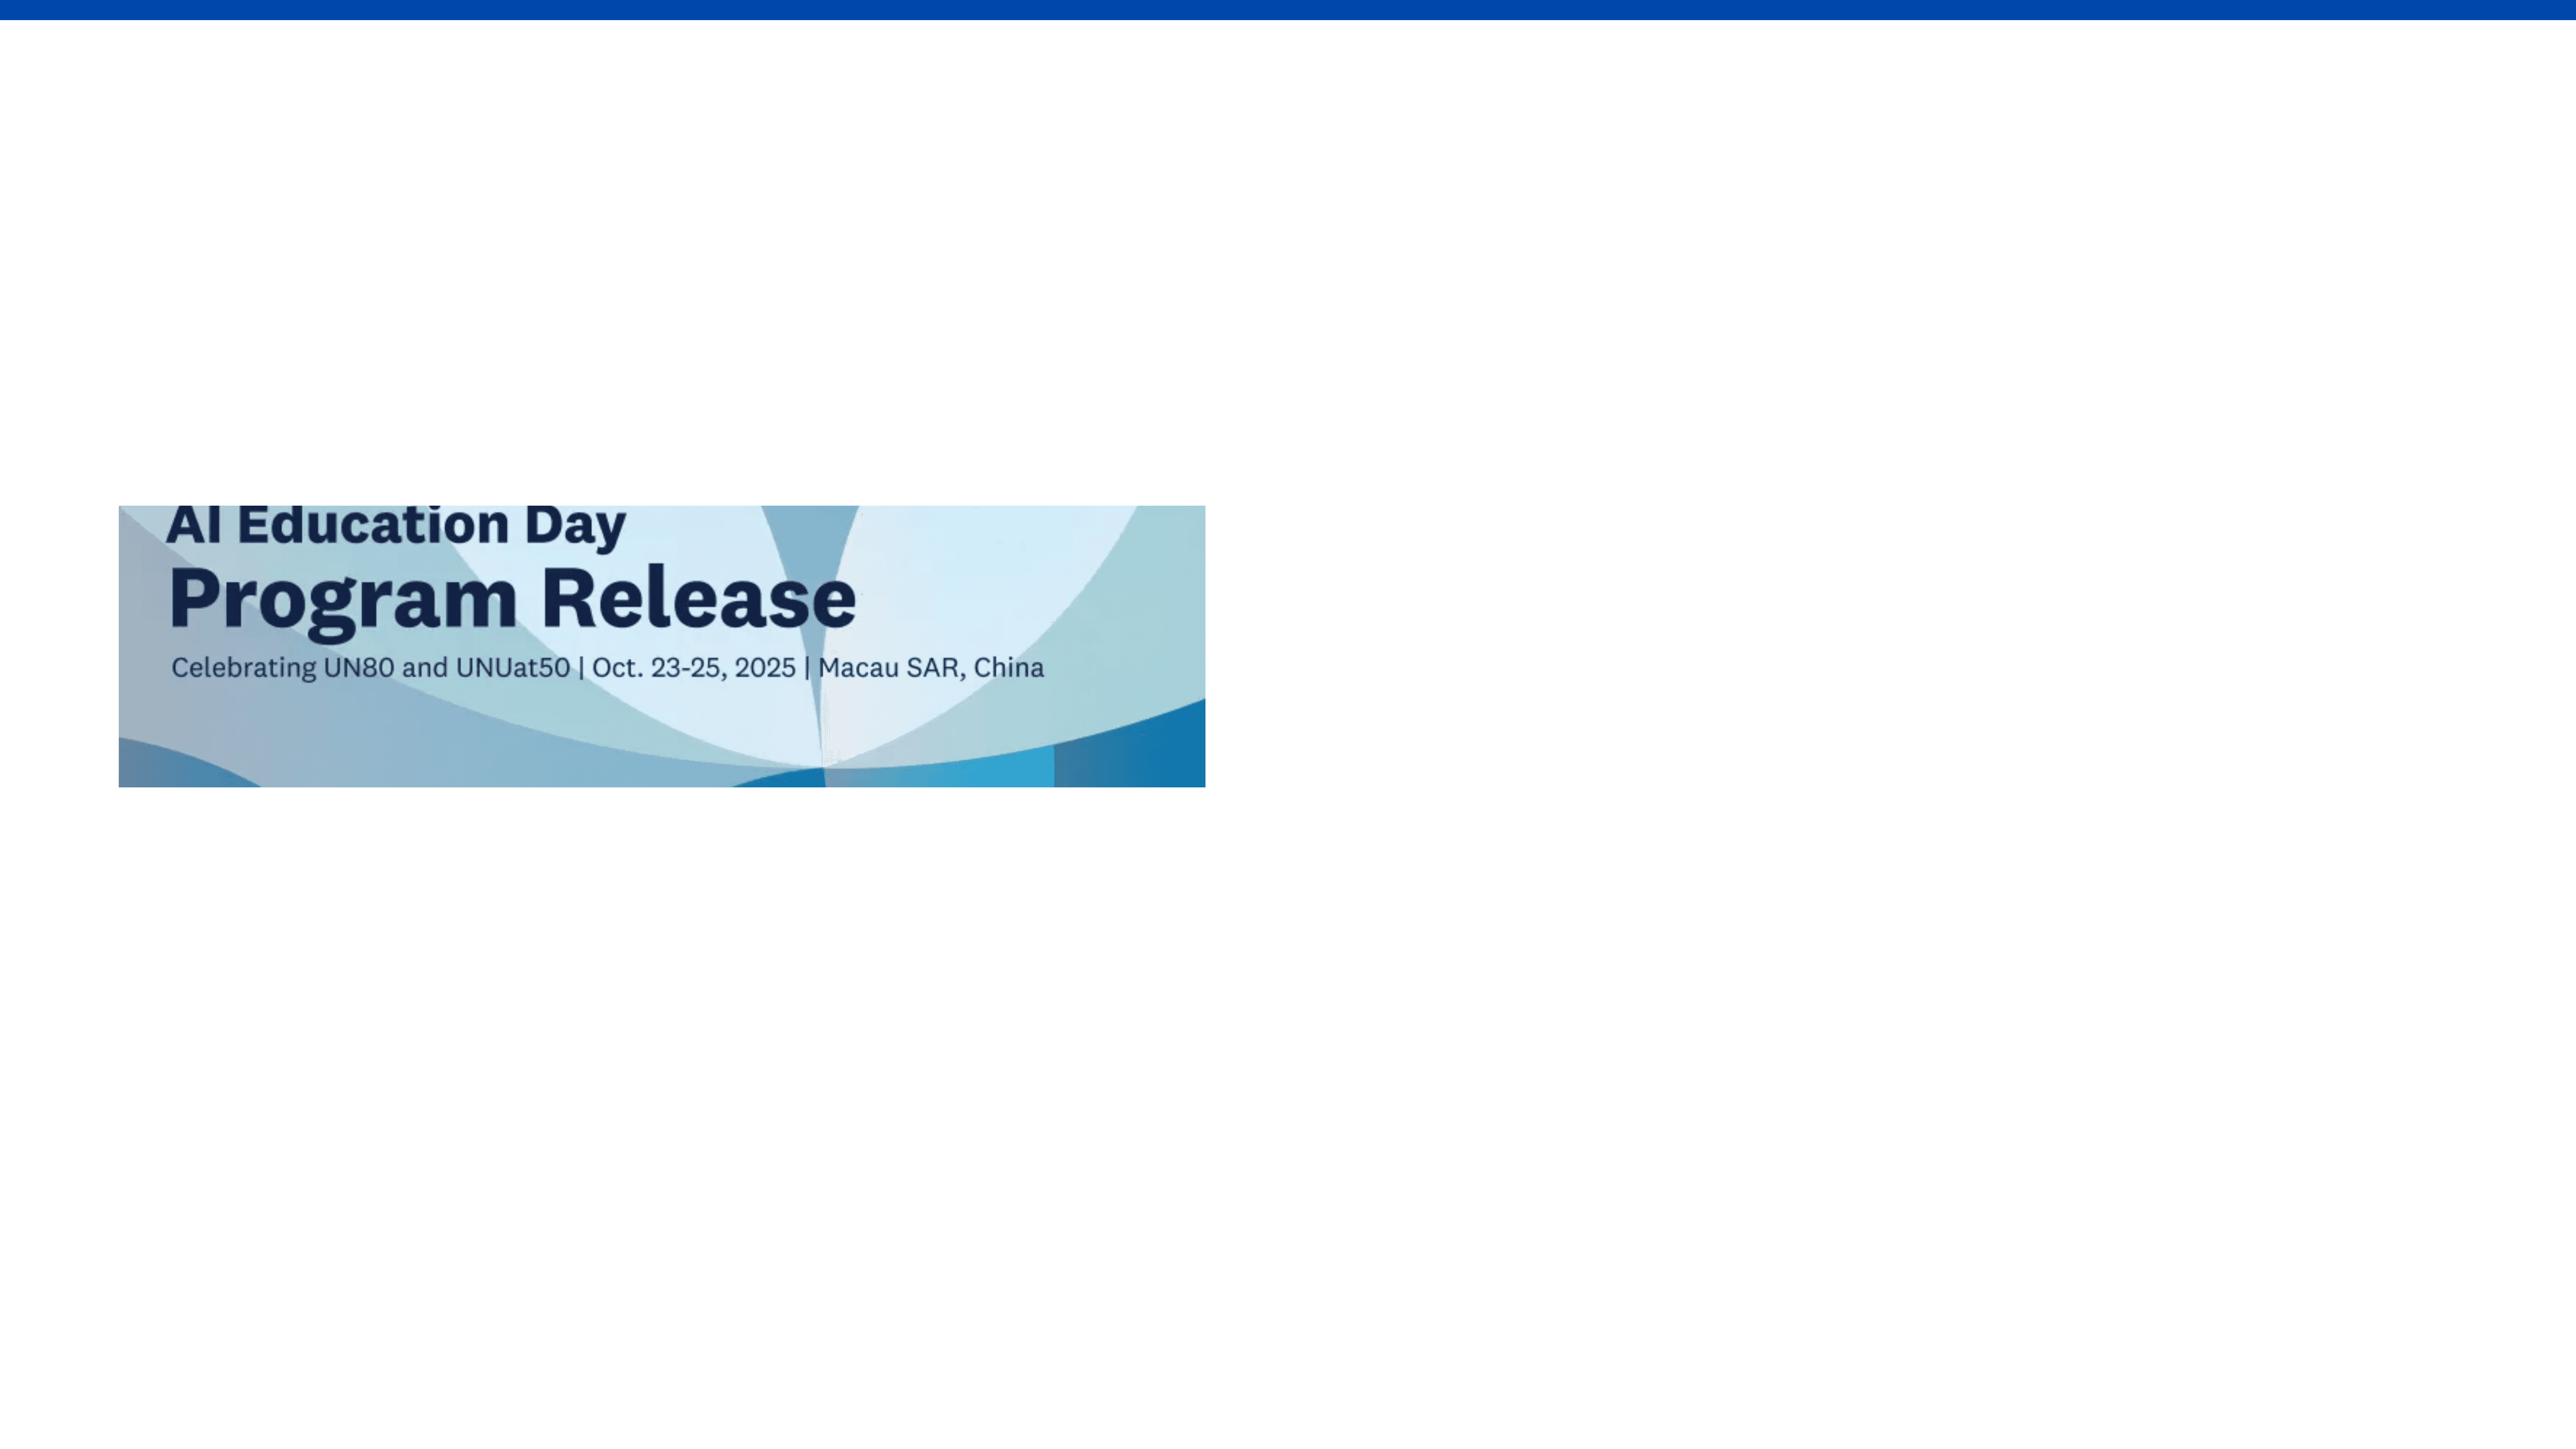 AI Education Day
Program Release
Celebrating UN80 and UNUat50 | Oct. 23-25, 2025 | Macau SAR, China